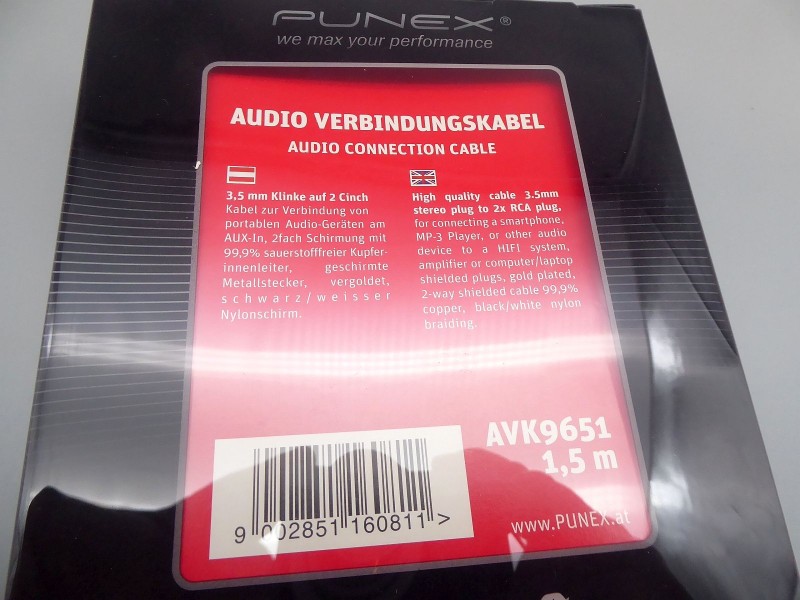 PUNEX®
we max your performance
AUDIO VERBINDUNGSKABEL
AUDIO CONNECTION CABLE
3,5 mm Klinke auf 2 Cinch
Kabel zur Verbindung von
portablen Audio-Geräten am
AUX-In, 2fach Schirmung mit
99,9% sauerstofffreier Kupfer-
innenleiter, geschirmte
Metallstecker, vergoldet,
schwarz/weisser
Nylonschirm.
High quality cable 3.5mm
stereo plug to 2x RCA plug,
for connecting a smartphone,
MP-3 Player, or other audio
device to a HIFI system,
amplifier or computer/laptop
shielded plugs, gold plated,
2-way shielded cable 99,9%
copper, black/white nylon
braiding.
AVK9651
1,5 m
9 002851 160811 >
www.PUNEX.at